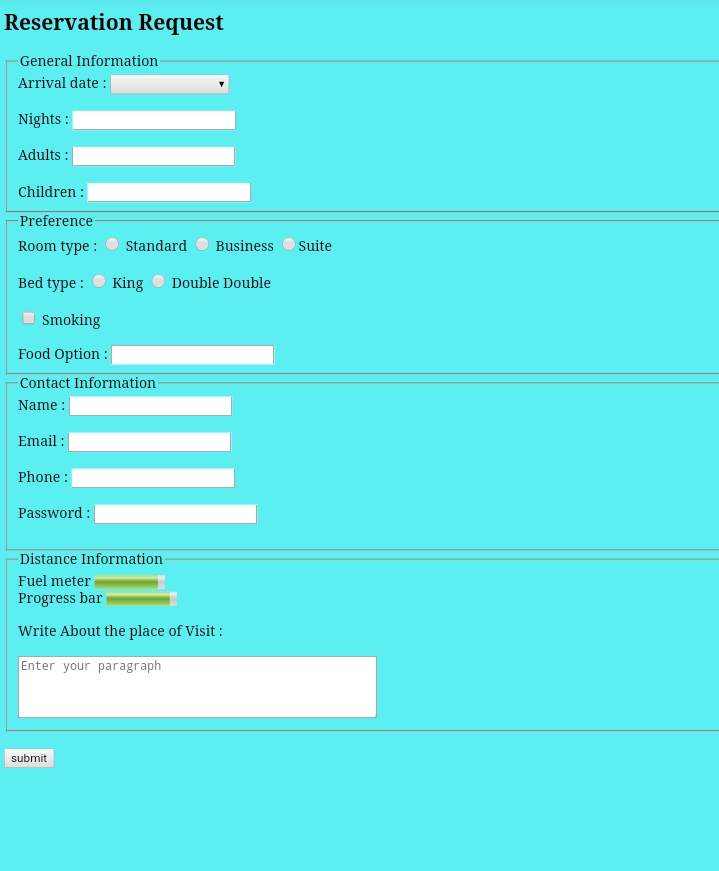 Reservation Request
General Information
Arrival date :
Nights :
Adults :
Children :
Preference
Room type : Standard Business Suite
Bed type : King Double Double
Smoking
Food Option :
Contact Information
Name :
Email :
Phone :
Password :
Distance Information
Fuel meter
Progress bar
Write About the place of Visit :
Enter your paragraph
submit